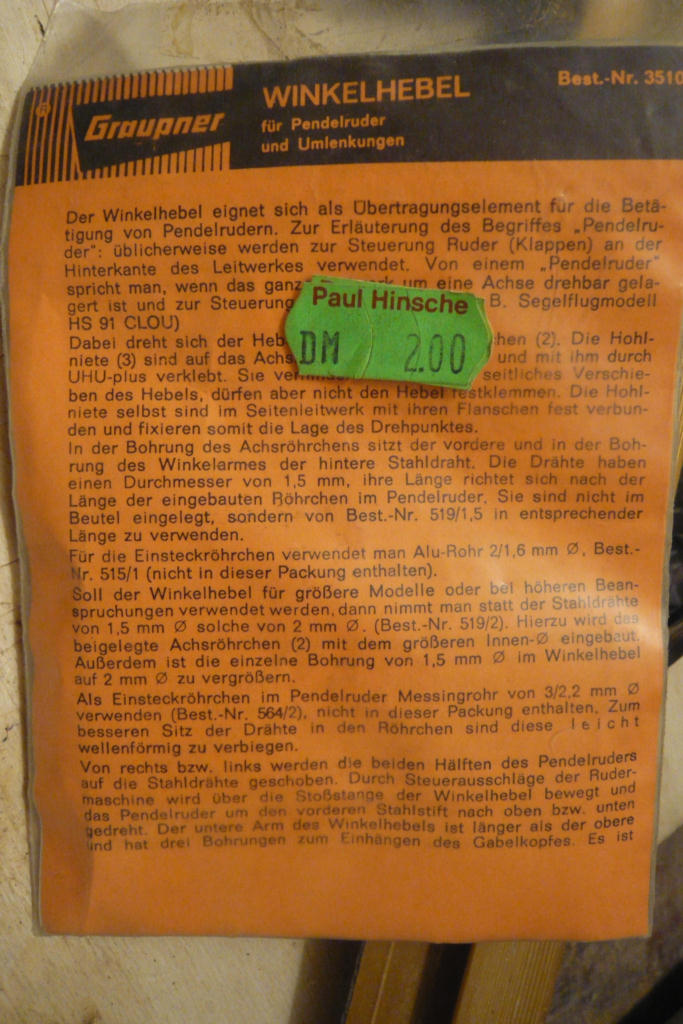 Graupner
WINKELHEBEL
für Pendelruder
und Umlenkungen
Best.-Nr. 3510
Der Winkelhebel eignet sich als Übertragungselement für die Betä-
tigung von Pendelrudern. Zur Erläuterung des Begriffes „Pendelru-
der": üblicherweise werden zur Steuerung Ruder (Klappen) an der
Hinterkante des Leitwerkes verwendet. Von einem „Pendelruder"
spricht man, wenn das um eine Achse drehbar gela-
gert ist und zur Steuerung B. Segelflugmodell
HS 91 CLOU)
Paul Hinsche
DM 2.00
Dabei dreht sich der (2). Die Hohl-
niete (3) sind auf das und mit ihm durch
UHU-plus verklebt. Sie seitliches Verschie-
ben des Hebels, dürfen aber nicht den Hebel festklemmen. Die Hohl-
niete selbst sind im Seitenleitwerk mit ihren Flanschen fest verbun-
den und fixieren somit die Lage des Drehpunktes.
In der Bohrung des Achsröhrchens sitzt der vordere und in der Boh-
rung des Winkelarmes der hintere Stahldraht. Die Drähte haben
einen Durchmesser von 1,5 mm, ihre Länge richtet sich nach der
Länge der eingebauten Röhrchen im Pendelruder. Sie sind nicht im
Beutel eingelegt, sondern von Best.-Nr. 519/1,5 in entsprechender
Länge zu verwenden.
Für die Einsteckröhrchen verwendet man Alu-Rohr 2/1,6 mm Ø, Best.-
Nr. 515/1 (nicht in dieser Packung enthalten).
Soll der Winkelhebel für größere Modelle oder bei höheren Bean-
spruchungen verwendet werden, dann nimmt man statt der Stahldrähte
von 1,5 mm Ø solche von 2 mm Ø. (Best.-Nr. 519/2). Hierzu wird das
beigelegte Achsröhrchen (2) mit dem größeren Innen-Ø eingebaut.
Außerdem ist die einzelne Bohrung von 1,5 mm Ø im Winkelhebel
auf 2 mm Ø zu vergrößern.
Als Einsteckröhrchen im Pendelruder Messingrohr von 3/2,2 mm Ø
verwenden (Best.-Nr. 564/2), nicht in dieser Packung enthalten. Zum
besseren Sitz der Drähte in den Röhrchen sind diese leicht
wellenförmig zu verbiegen.
Von rechts bzw. links werden die beiden Hälften des Pendelruders
auf die Stahldrähte geschoben. Durch Steuerausschläge der Ruder-
maschine wird über die Stoßstange der Winkelhebel bewegt und
das Pendelruder um den vorderen Stahlstift nach oben bzw. unten
gedreht. Der untere Arm des Winkelhebels ist länger als der obere
und hat drei Bohrungen zum Einhängen des Gabelkopfes. Es ist